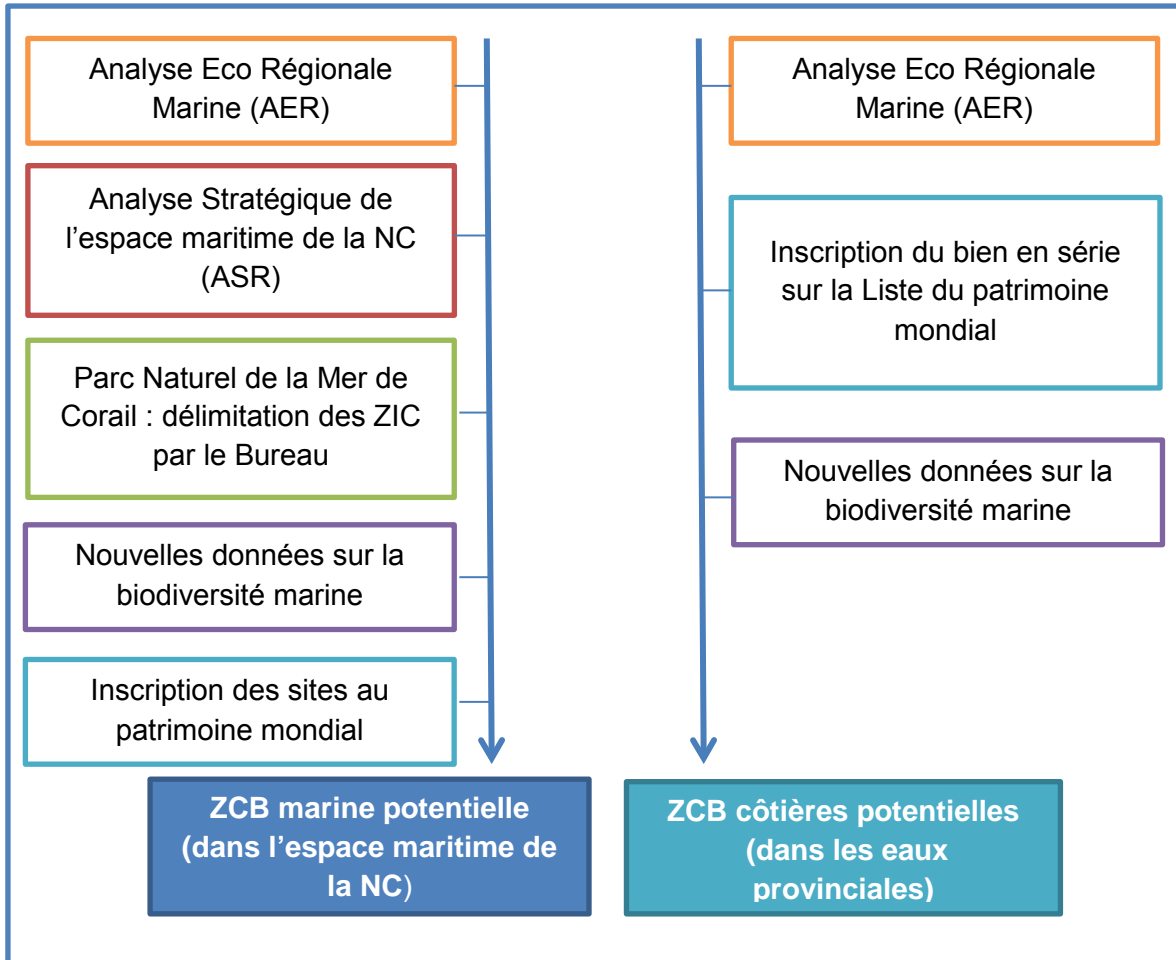 Analyse Eco Régionale
Marine (AER)
Analyse Stratégique de
l’espace maritime de la NC
(ASR)
Parc Naturel de la Mer de
Corail : délimitation des ZIC
par le Bureau
Nouvelles données sur la
biodiversité marine
Inscription des sites au
patrimoine mondial
ZCB marine potentielle
(dans l’espace maritime de
la NC)
Analyse Eco Régionale
Marine (AER)
Inscription du bien en série
sur la Liste du patrimoine
mondial
Nouvelles données sur la
biodiversité marine
ZCB côtières potentielles
(dans les eaux
provinciales)